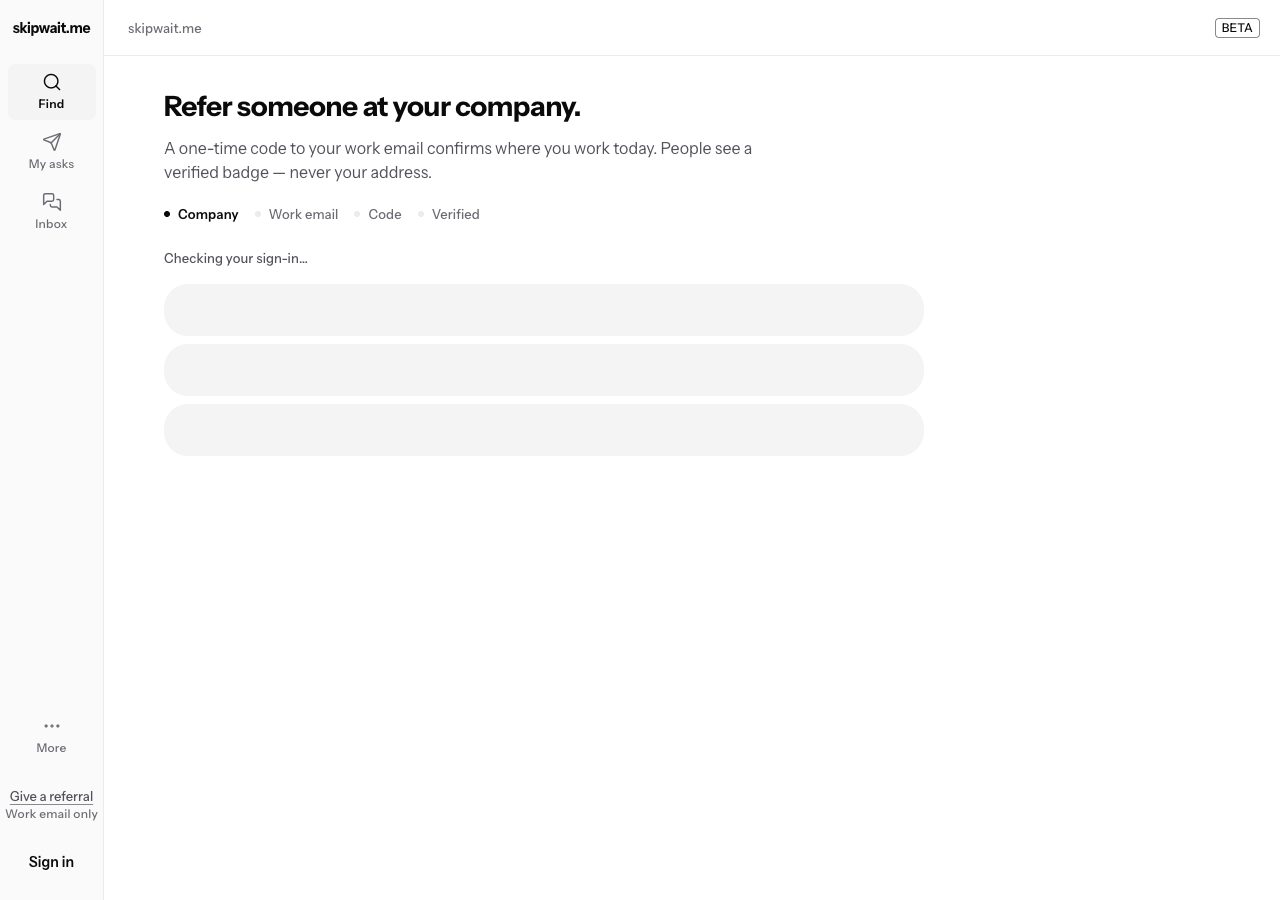 skipwait.me
skipwait.me
BETA
Find
My asks
Inbox
Refer someone at your company.
A one-time code to your work email confirms where you work today. People see a
verified badge — never your address.
Company
Work email
Code
Verified
Checking your sign-in…
More
Give a referral
Work email only
Sign in